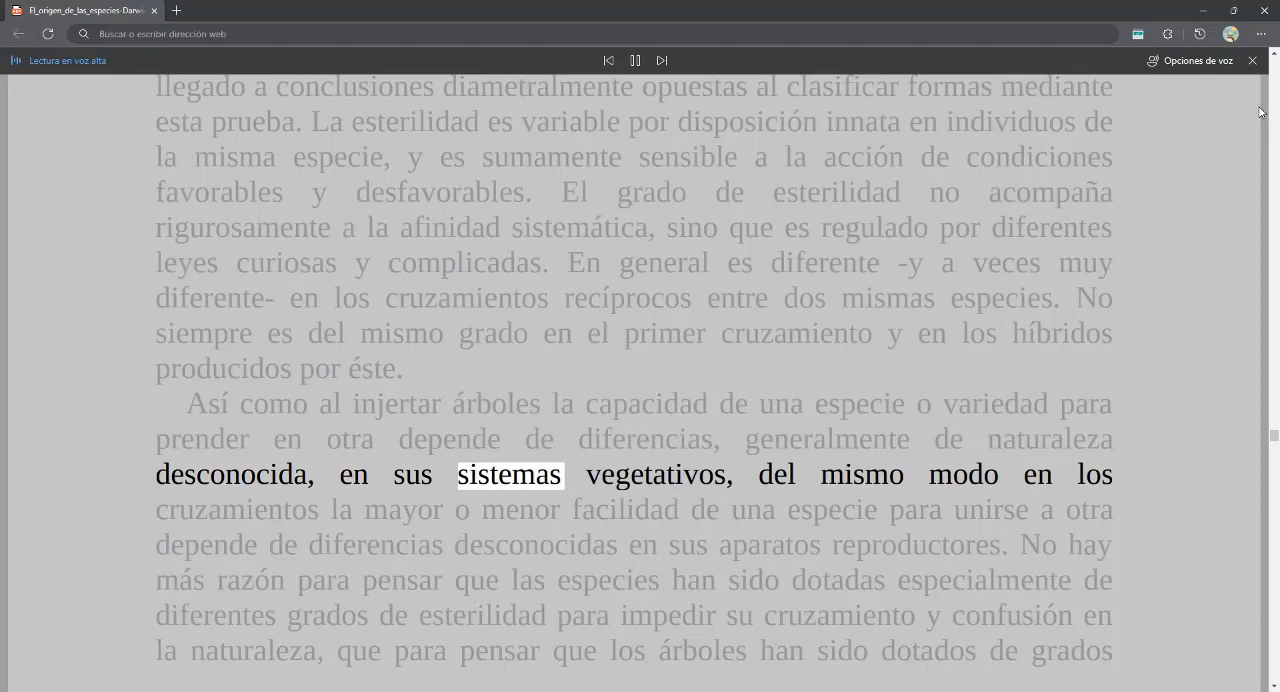 El_origen_de_las_especies-Darwi
Buscar o escribir dirección web
Lectura en voz alta
Opciones de voz
llegado a conclusiones diametralmente opuestas al clasificar formas mediante
esta prueba. La esterilidad es variable por disposición innata en individuos de
la misma especie, y es sumamente sensible a la acción de condiciones
favorables y desfavorables. El grado de esterilidad no acompaña
rigurosamente a la afinidad sistemática, sino que es regulado por diferentes
leyes curiosas y complicadas. En general es diferente -y a veces muy
diferente- en los cruzamientos recíprocos entre dos mismas especies. No
siempre es del mismo grado en el primer cruzamiento y en los híbridos
producidos por éste.
Así como al injertar árboles la capacidad de una especie o variedad para
prender en otra depende de diferencias, generalmente de naturaleza
desconocida, en sus sistemas vegetativos, del mismo modo en los
cruzamientos la mayor o menor facilidad de una especie para unirse a otra
depende de diferencias desconocidas en sus aparatos reproductores. No hay
más razón para pensar que las especies han sido dotadas especialmente de
diferentes grados de esterilidad para impedir su cruzamiento y confusión en
la naturaleza, que para pensar que los árboles han sido dotados de grados